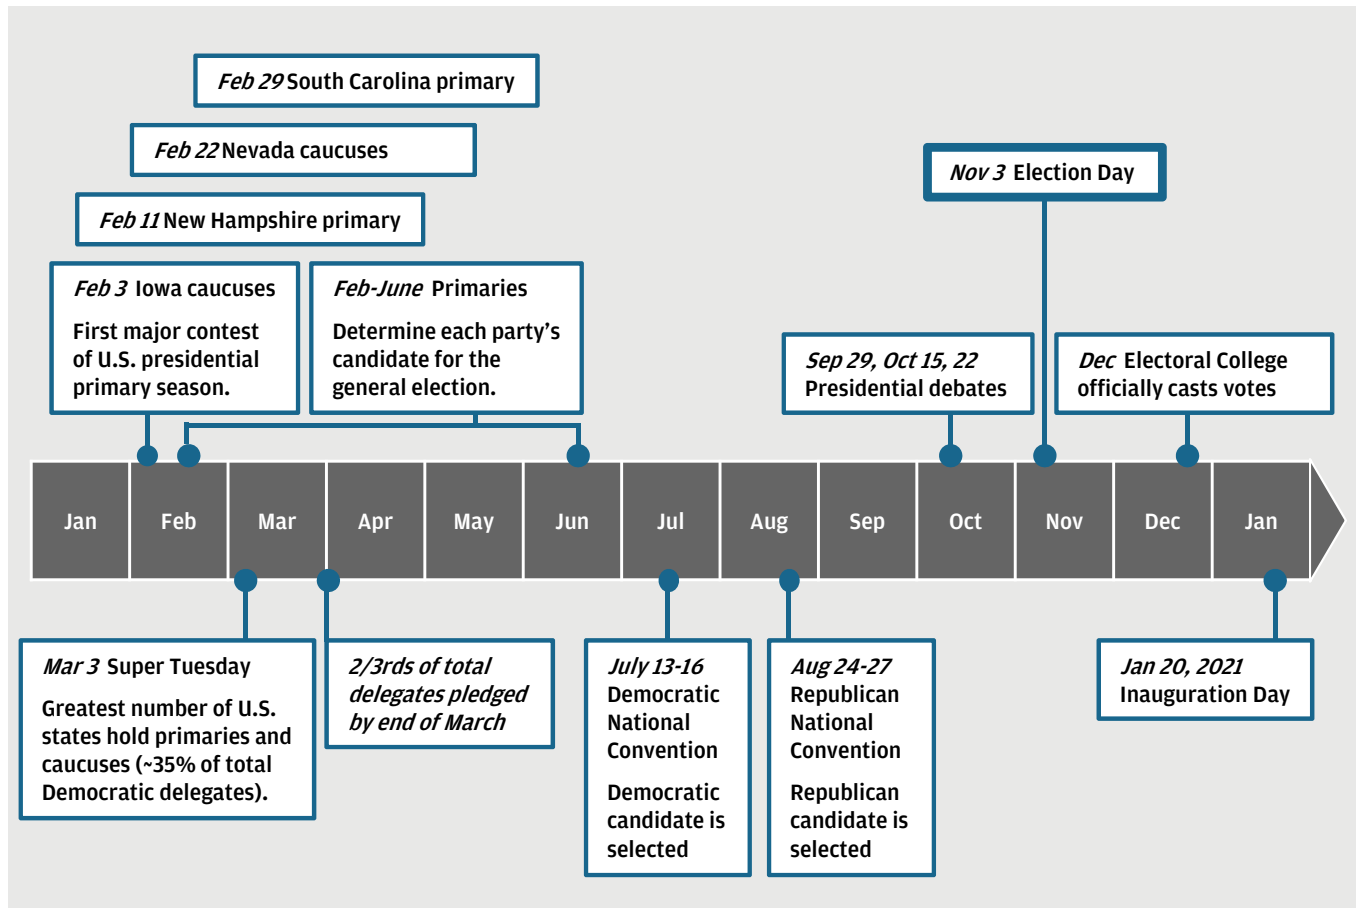 Feb 29 South Carolina primary
Feb 22 Nevada caucuses
Feb 11 New Hampshire primary
Feb 3 Iowa caucuses
First major contest
of U.S. presidential
primary season.
Feb-June Primaries
Determine each party's
candidate for the
general election.
Nov 3 Election Day
Sep 29, Oct 15, 22
Presidential debates
Dec Electoral College
officially casts votes
Jan Feb Mar Apr May Jun Jul Aug Sep Oct Nov Dec Jan
Mar 3 Super Tuesday
Greatest number of U.S.
states hold primaries and
caucuses (~35% of total
Democratic delegates).
2/3rds of total
delegates pledged
by end of March
July 13-16
Democratic
National
Convention
Democratic
candidate is
selected
Aug 24-27
Republican
National
Convention
Republican
candidate is
selected
Jan 20, 2021
Inauguration Day